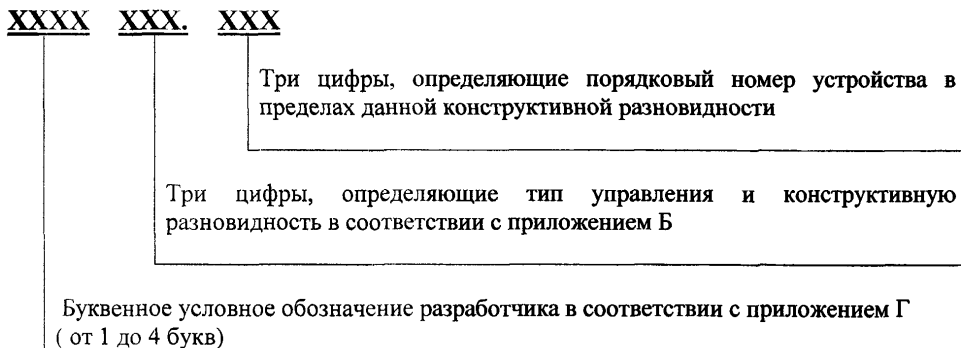 XXXX XXX. XXX
Три цифры, определяющие порядковый номер устройства в
пределах данной конструктивной разновидности
Три цифры, определяющие тип управления и конструктивную
разновидность в соответствии с приложением Б
Буквенное условное обозначение разработчика в соответствии с приложением Г
( от 1 до 4 букв)